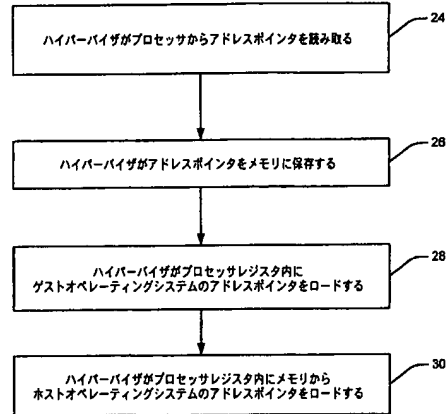 ハイパーバイザがプロセッサからアドレスポインタを読み取る
24
ハイパーバイザがアドレスポインタをメモリに保存する
26
ハイパーバイザがプロセッサレジスタ内に
ゲストオペレーティングシステムのアドレスポインタをロードする
28
ハイパーバイザがプロセッサレジスタ内にメモリから
ホストオペレーティングシステムのアドレスポインタをロードする
30